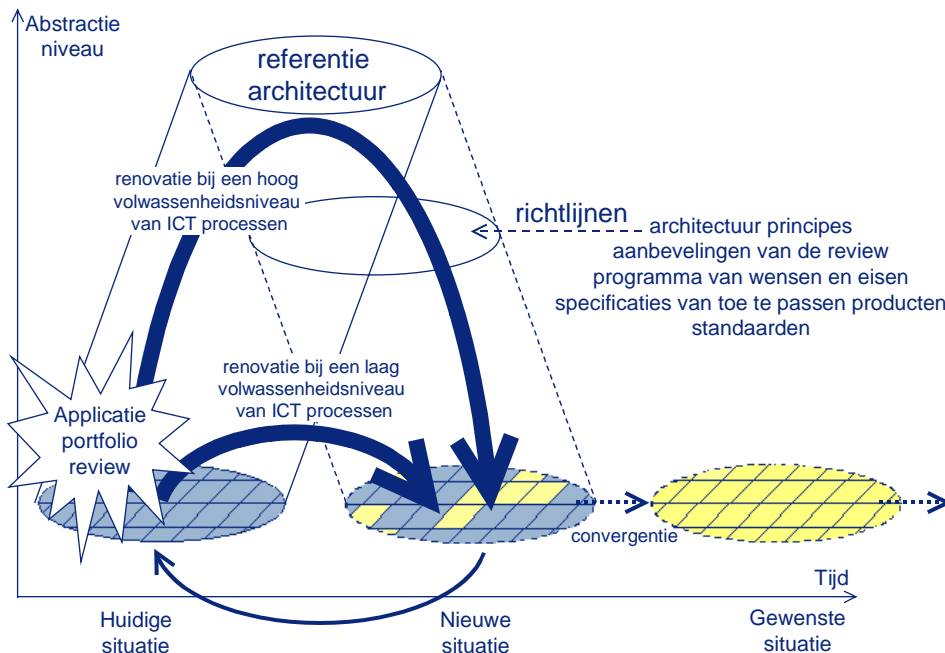 Abstractie
niveau
referentie
architectuur
renovatie bij een hoog
volwassenheidsniveau
van ICT processen
richtlijnen
architectuur principes
aanbevelingen van de review
programma van wensen en eisen
specificaties van toe te passen producten
standaarden
renovatie bij een laag
volwassenheidsniveau
van ICT processen
Applicatie
portfolio
review
convergentie
Tijd
Huidige
situatie
Nieuwe
situatie
Gewenste
situatie